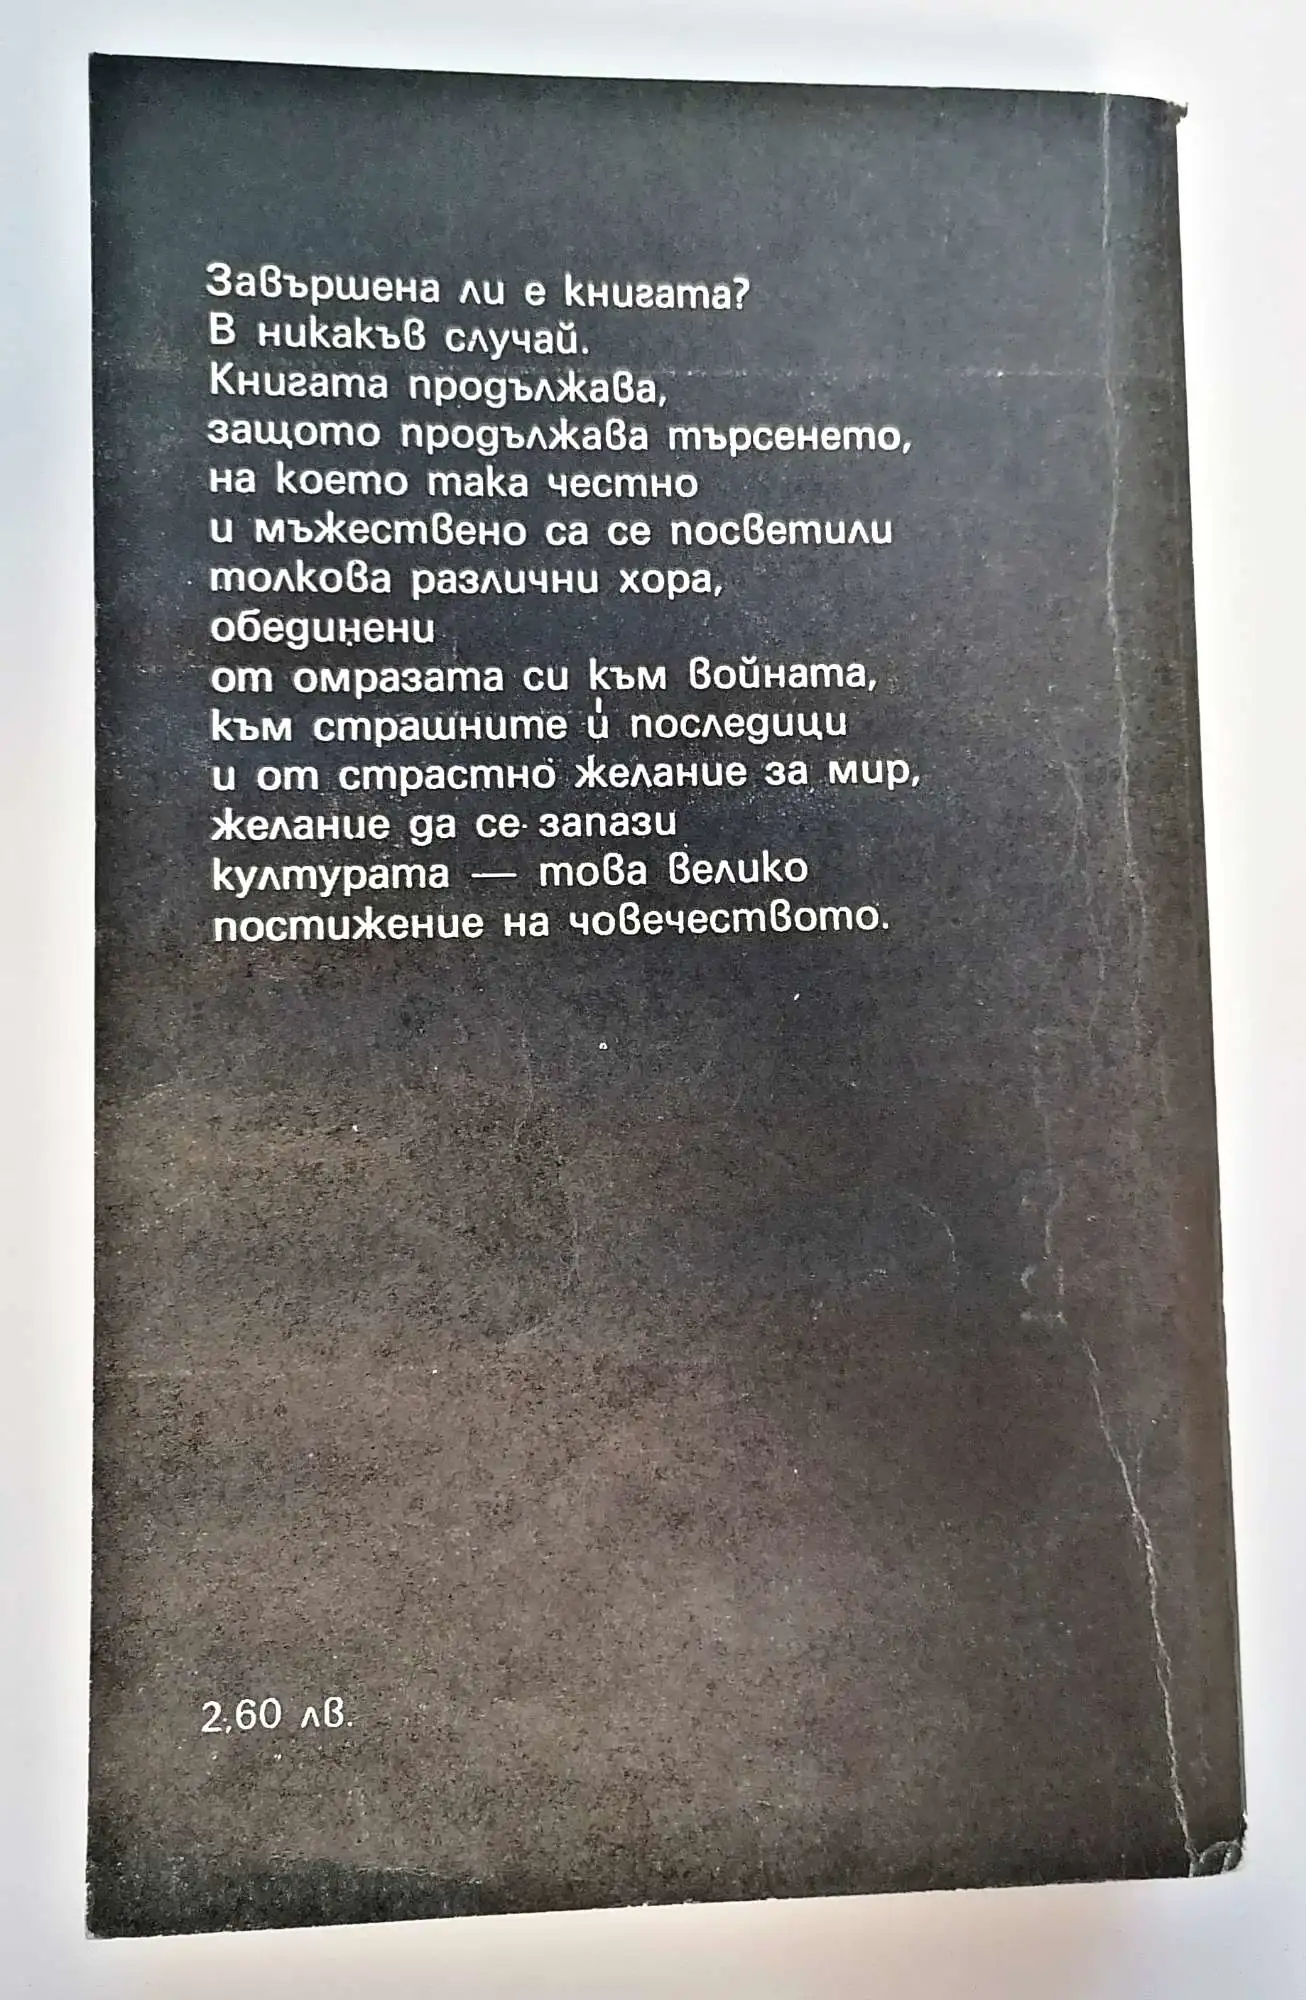 Завършена ли е книгата?
В никакъв случай.
Книгата продължава,
защото продължава търсенето,
на което така честно
и мъжествено са се посветили
толкова различни хора,
обединени
от омразата си към войната,
към страшните ѝ последици
и от страстно желание за мир,
желание да се запази
културата — това велико
постижение на човечеството.
2,60 лв.